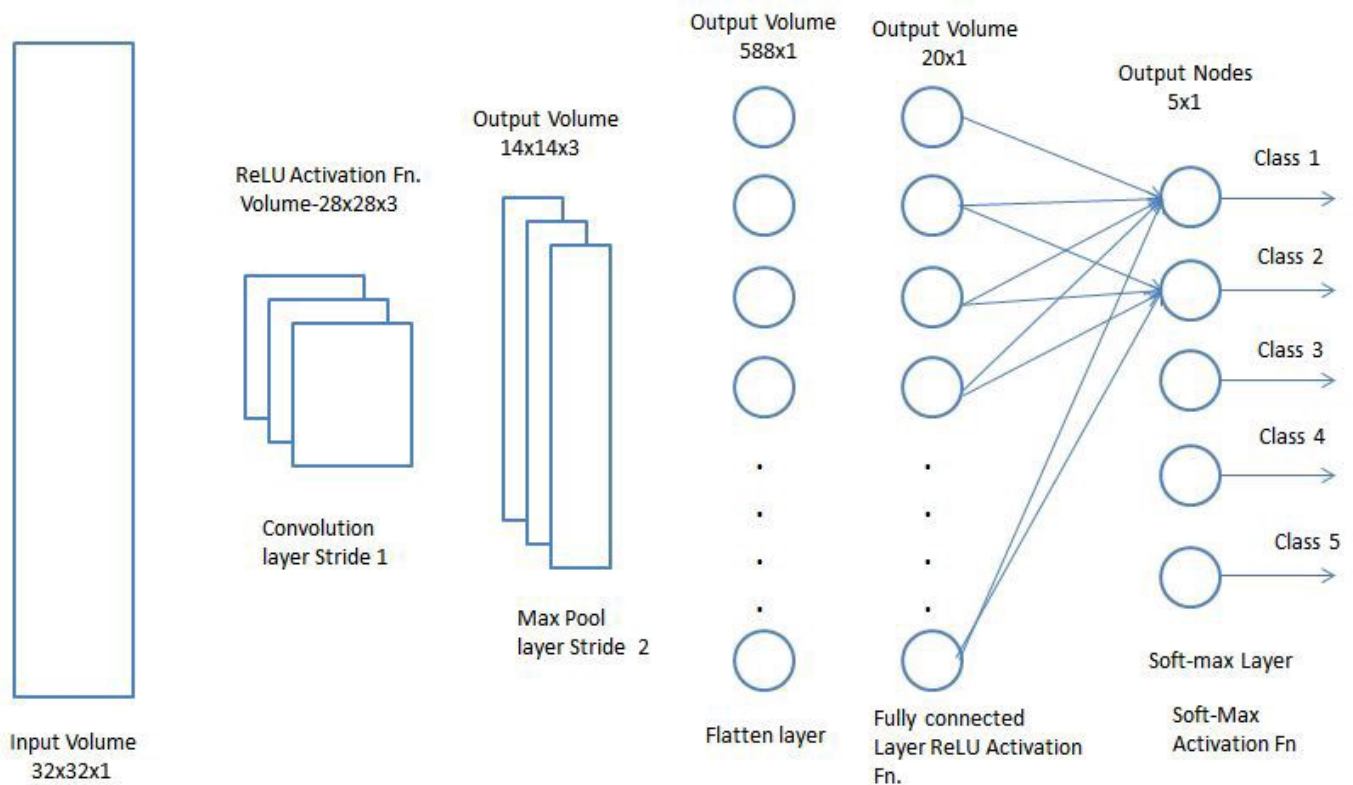 Input Volume
32x32x1
ReLU Activation Fn.
Volume-28x28x3
Convolution
layer Stride 1
Output Volume
14x14x3
Max Pool
layer Stride 2
Output Volume
588x1
Flatten layer
Output Volume
20x1
Fully connected
Layer ReLU Activation
Fn.
Output Nodes
5x1
Class 1
Class 2
Class 3
Class 4
Class 5
Soft-max Layer
Soft-Max
Activation Fn